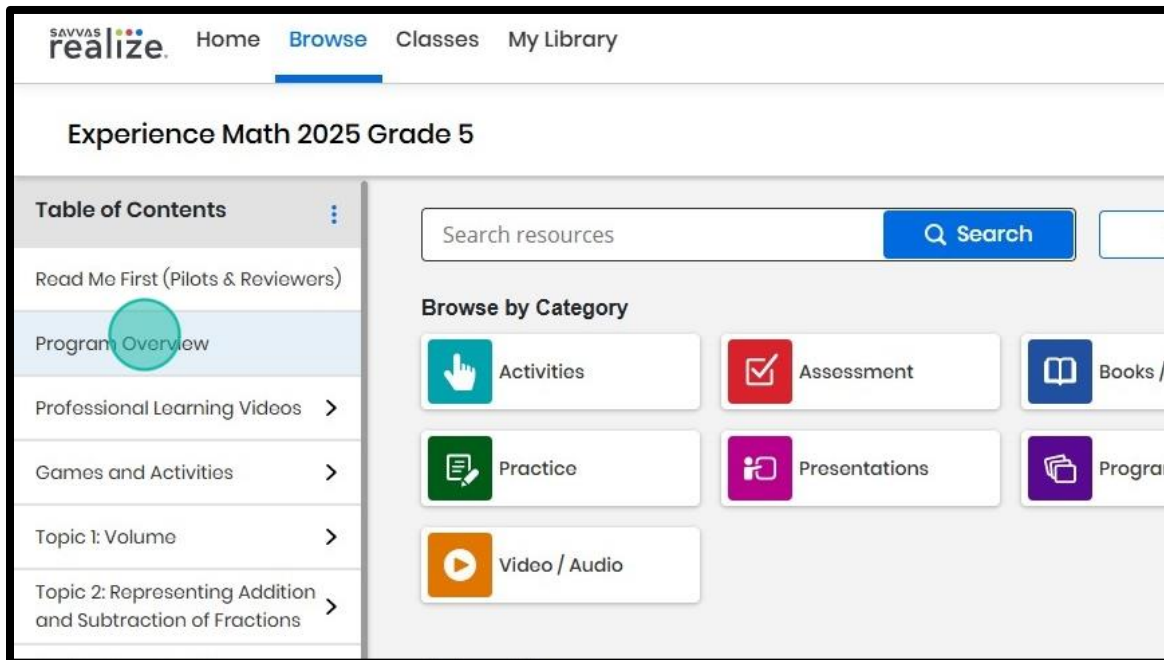 SAVVAS
realize.
Home Browse Classes My Library
Experience Math 2025 Grade 5
Table of Contents
Search resources
Search
Read Me First (Pilots & Reviewers)
Browse by Category
Program Overview
Activities
Assessment
Books /
Professional Learning Videos
Games and Activities
Practice
Presentations
Topic 1: Volume
Video / Audio
Topic 2: Representing Addition
and Subtraction of Fractions